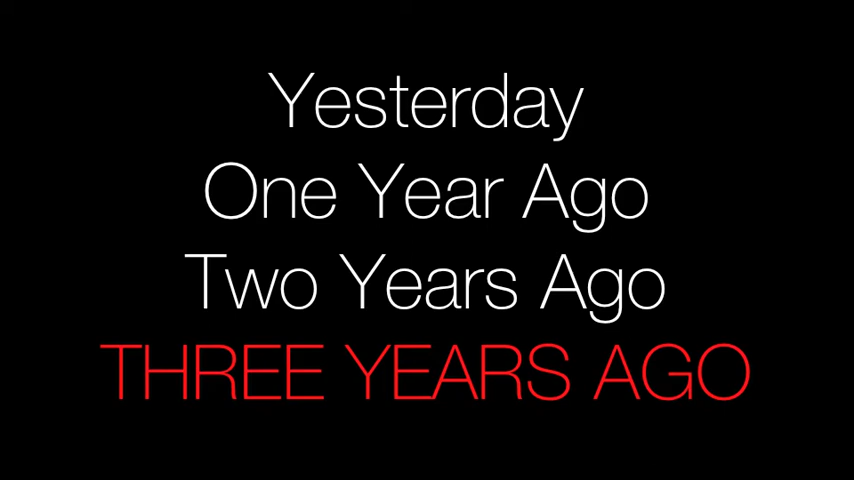 Yesterday
One Year Ago
Two Years Ago
THREE YEARS AGO